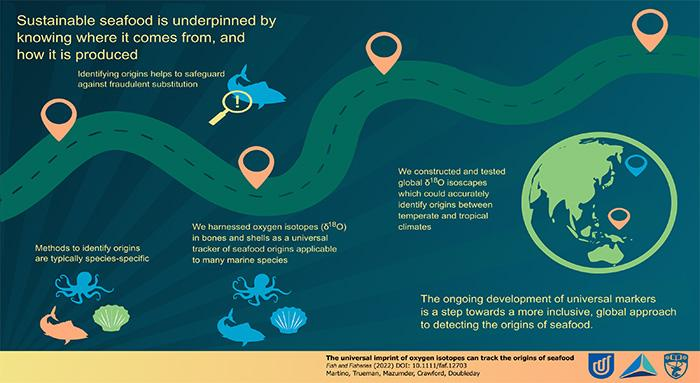 Sustainable seafood is underpinned by
knowing where it comes from, and
how it is produced
Identifying origins helps to safeguard
against fraudulent substitution
!
We constructed and tested
global δ18O isoscapes
which could accurately
identify origins between
temperate and tropical
climates
We harnessed oxygen isotopes (δ18O)
in bones and shells as a universal
tracker of seafood origins applicable
to many marine species
Methods to identify origins
are typically species-specific
The ongoing development of universal markers
is a step towards a more inclusive, global approach
to detecting the origins of seafood.
The universal imprint of oxygen isotopes can track the origins of seafood
Fish and Fisheries (2022) DOI: 10.1111/faf.12703
Martino, Trueman, Mazumder, Crawford, Doubleday